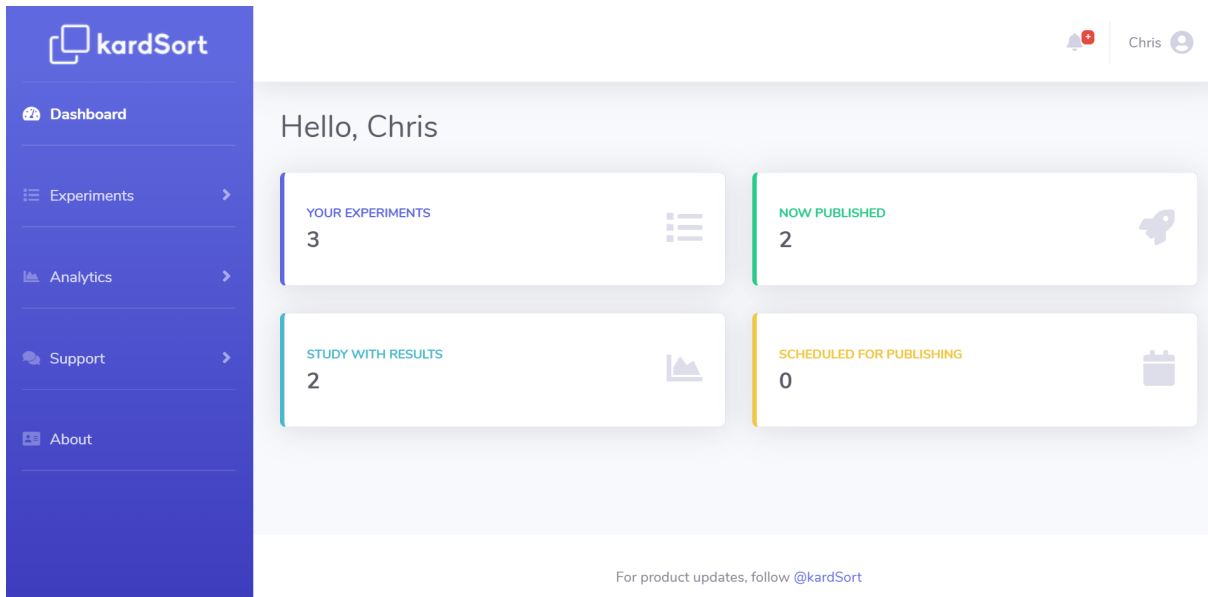 kardSort
+
Chris
Dashboard
Experiments
Analytics
Support
About
Hello, Chris
YOUR EXPERIMENTS
3
NOW PUBLISHED
2
STUDY WITH RESULTS
2
SCHEDULED FOR PUBLISHING
0
For product updates, follow @kardSort